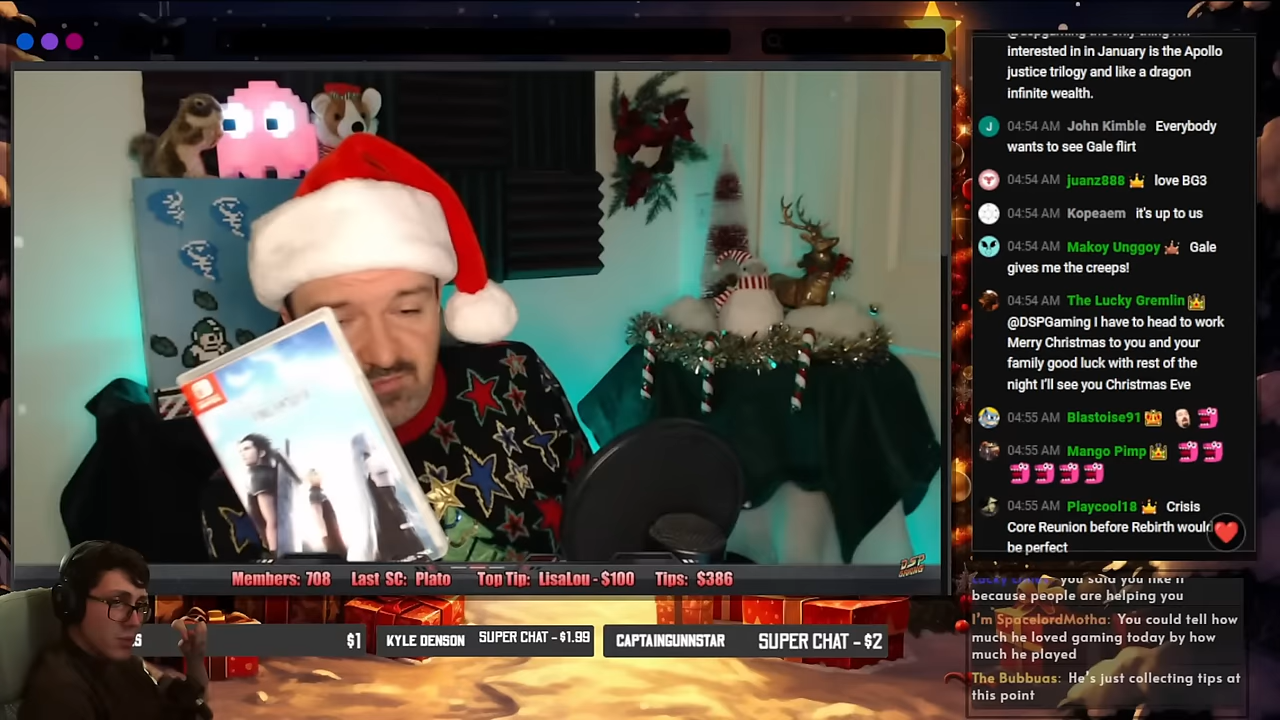 interested in in January is the Apollo
justice trilogy and like a dragon
infinite wealth.
J 04:54 AM John Kimble Everybody
wants to see Gale flirt
04:54 AM juanz888 love BG3
04:54 AM Kopeaem it's up to us
04:54 AM Makoy Unggoy Gale
gives me the creeps!
04:54 AM The Lucky Gremlin
@DSPGaming I have to head to work
Merry Christmas to you and your
family good luck with rest of the
night I'll see you Christmas Eve
04:55 AM Blastoise91
04:55 AM Mango Pimp
04:55 AM Playcool18 Crisis
Core Reunion before Rebirth would
be perfect
DSP
GAMING
Members: 708 Last SC: Plato Top Tip: LisaLou - $100 Tips: $386
$1 KYLE DENSON SUPER CHAT - $1.99 CAPTAINGUNNSTAR SUPER CHAT - $2
you said you like it
because people are helping you
I'm SpacelordMotha: You could tell how
much he loved gaming today by how
much he played
The Bubbuas: He's just collecting tips at
this point